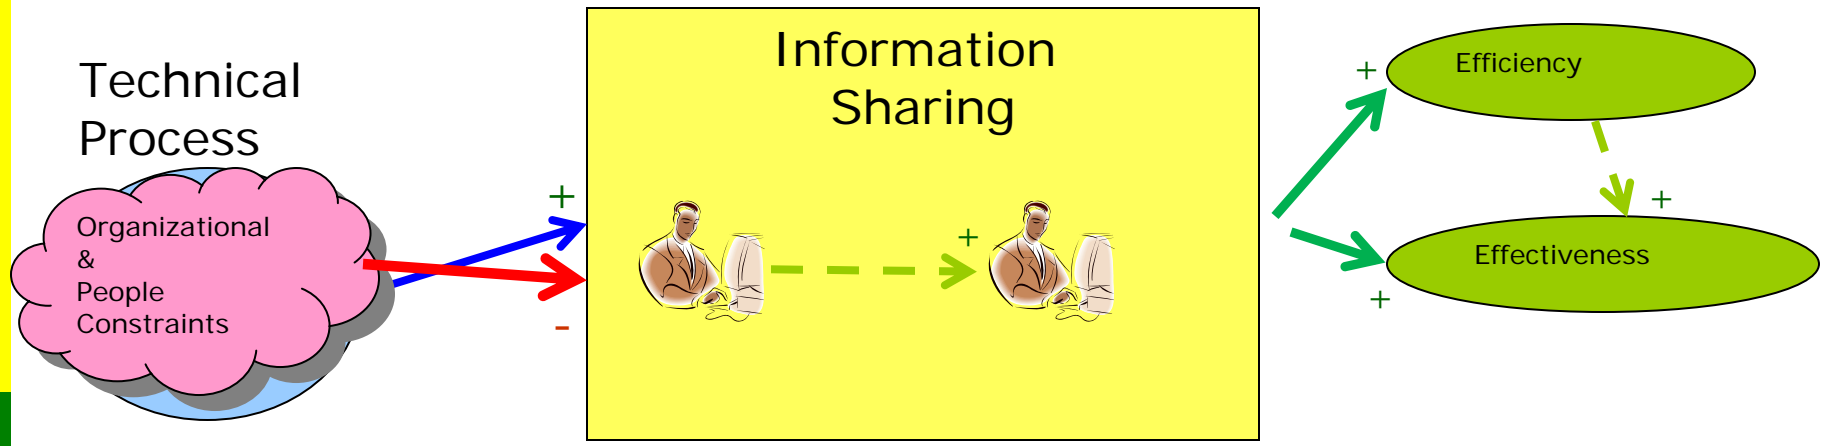 Technical
Process
Organizational
&
People
Constraints
+
-
Information
Sharing
+
+
Efficiency
+
Effectiveness
+